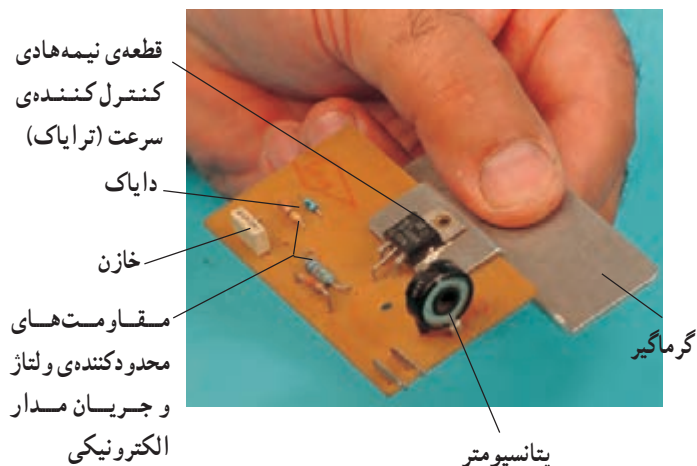 قطعه‌ی نیمه‌هادی
کنترل کننده‌ی
سرعت (ترایاک)
دایاک
خازن
مقاومت‌های
محدودکننده‌ی ولتاژ
و جریان مدار
الکترونیکی
گرماگیر
پتانسیومتر